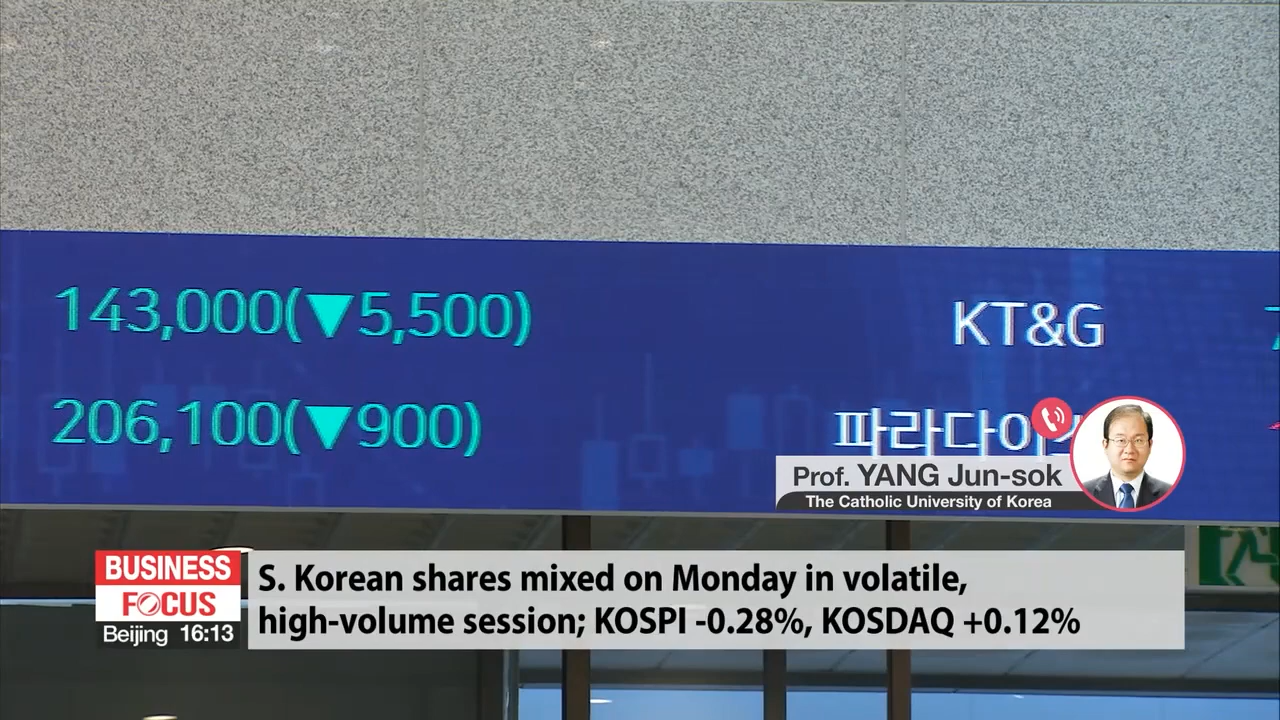 143,000(▼5,500)
KT&G
206,100(▼900)
Prof. YANG Jun-sok
The Catholic University of Korea
BUSINESS
FOCUS
Beijing 16:13
S. Korean shares mixed on Monday in volatile,
high-volume session; KOSPI -0.28%, KOSDAQ +0.12%